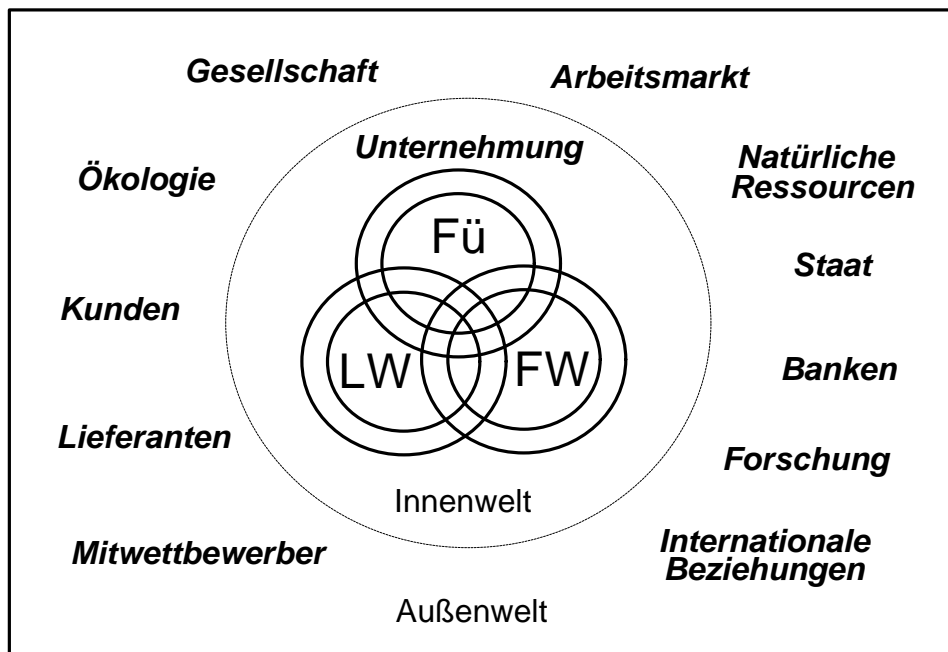 Gesellschaft
Arbeitsmarkt
Unternehmung
Natürliche
Ressourcen
Ökologie
Fü
Staat
Kunden
LW
FW
Banken
Lieferanten
Forschung
Innenwelt
Mitwettbewerber
Internationale
Beziehungen
Außenwelt